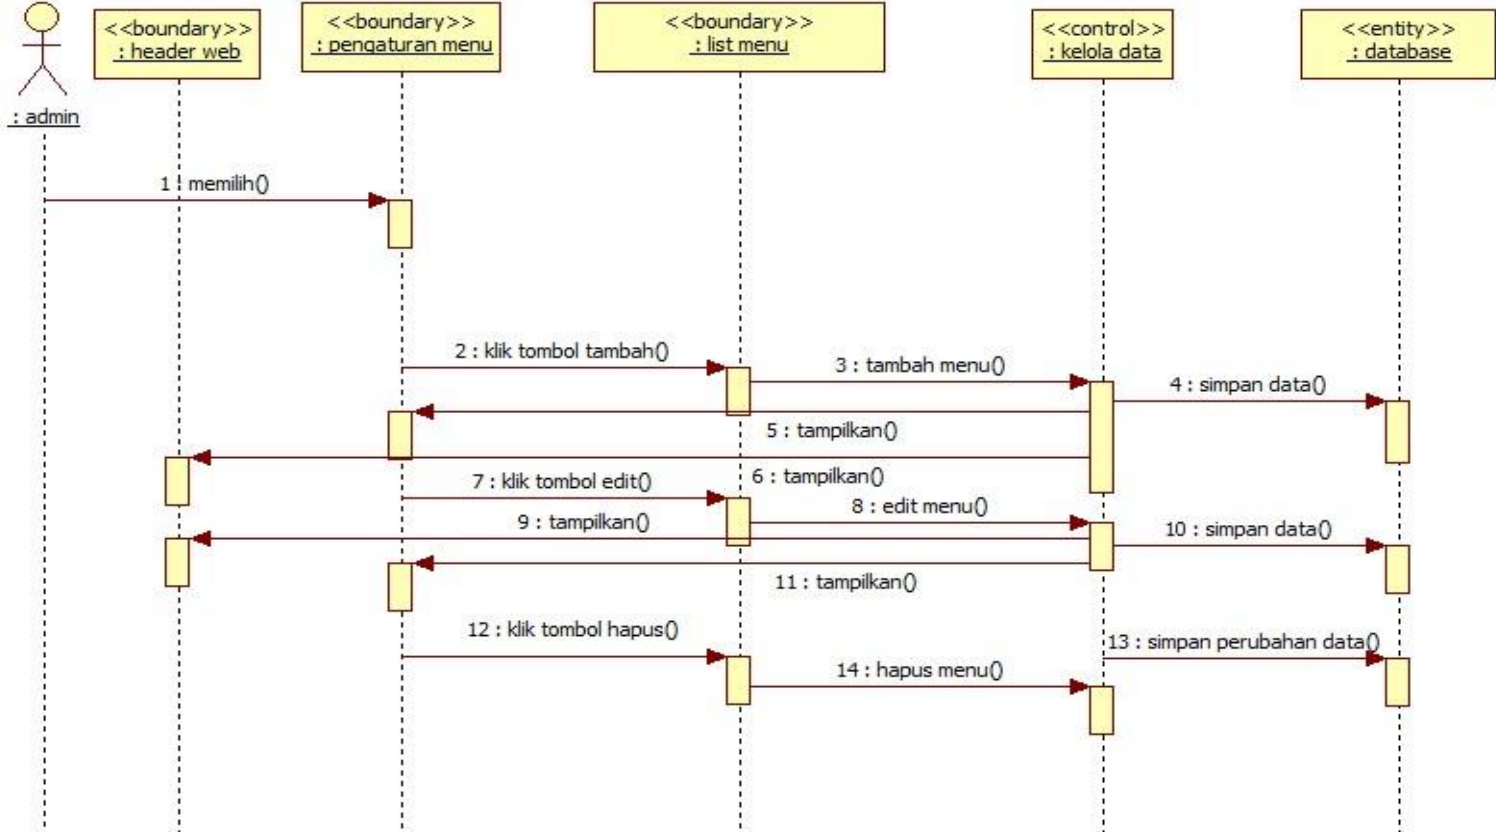 <<boundary>>
: header web
<<boundary>>
: pengaturan menu
<<boundary>>
: list menu
<<control>>
: kelola data
<<entity>>
: database
: admin
1 : memilih()
2 : klik tombol tambah()
3 : tambah menu()
4 : simpan data()
5 : tampilkan()
6 : tampilkan()
7 : klik tombol edit()
8 : edit menu()
9 : tampilkan()
10 : simpan data()
11 : tampilkan()
12 : klik tombol hapus()
13 : simpan perubahan data()
14 : hapus menu()